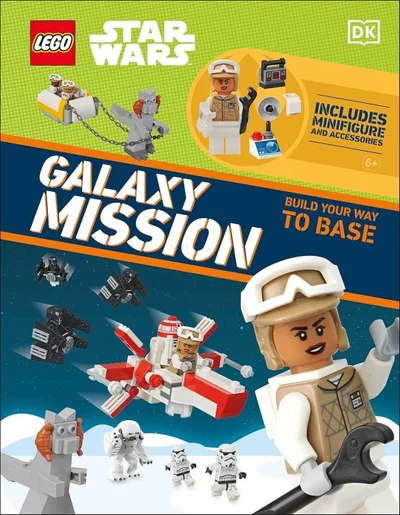 LEGO
STAR
WARS
DK
INCLUDES
MINIFIGURE
AND ACCESSORIES
6+
GALAXY
MISSION
BUILD YOUR WAY
TO BASE